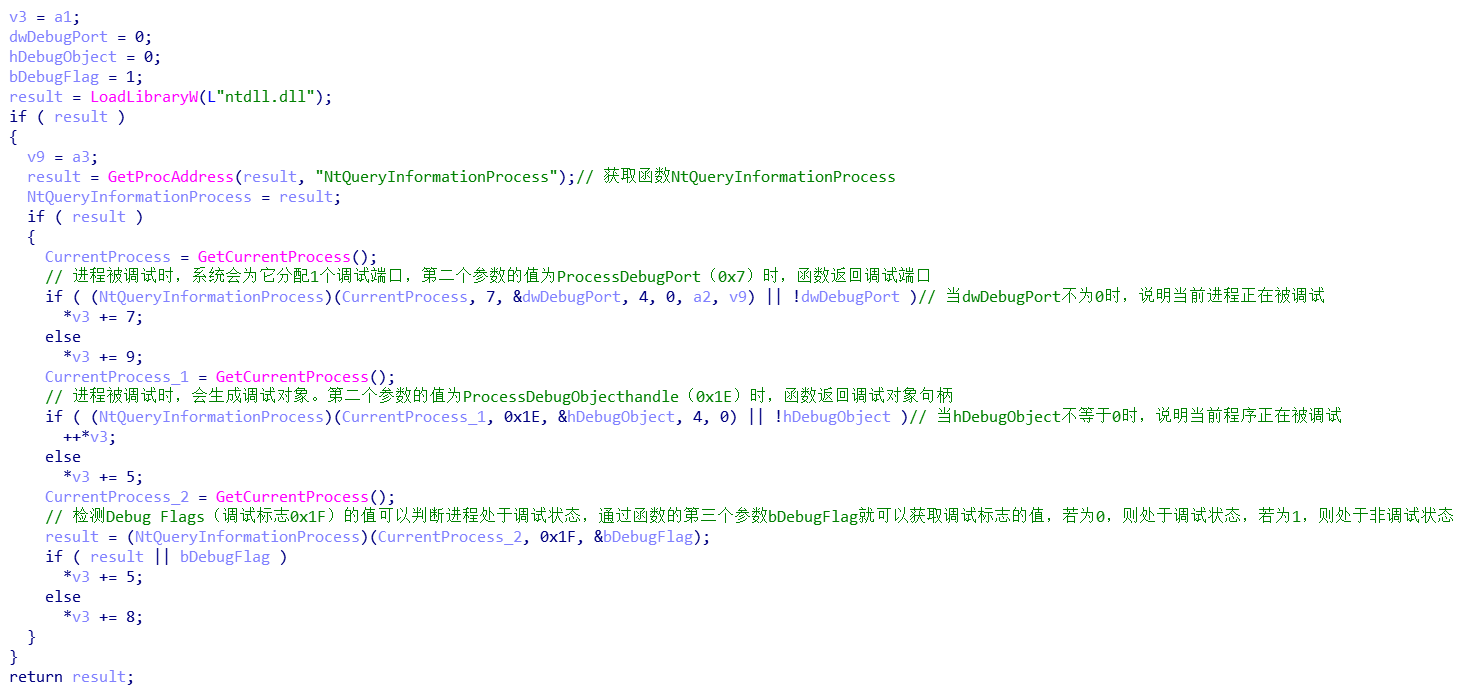 v3 = a1;
dwDebugPort = 0;
hDebugObject = 0;
bDebugFlag = 1;
result = LoadLibraryW(L"ntdll.dll");
if ( result )
{
  v9 = a3;
  result = GetProcAddress(result, "NtQueryInformationProcess");// 获取函数NtQueryInformationProcess
  NtQueryInformationProcess = result;
  if ( result )
  {
    CurrentProcess = GetCurrentProcess();
    // 进程被调试时，系统会为它分配1个调试端口，第二个参数的值为ProcessDebugPort（0x7）时，函数返回调试端口
    if ( (NtQueryInformationProcess)(CurrentProcess, 7, &dwDebugPort, 4, 0, a2, v9) || !dwDebugPort )// 当dwDebugPort不为0时，说明当前进程正在被调试
      *v3 += 7;
    else
      *v3 += 9;
    CurrentProcess_1 = GetCurrentProcess();
    // 进程被调试时，会生成调试对象。第二个参数的值为ProcessDebugObjecthandle（0x1E）时，函数返回调试对象句柄
    if ( (NtQueryInformationProcess)(CurrentProcess_1, 0x1E, &hDebugObject, 4, 0) || !hDebugObject )// 当hDebugObject不等于0时，说明当前程序正在被调试
      ++*v3;
    else
      *v3 += 5;
    CurrentProcess_2 = GetCurrentProcess();
    // 检测Debug Flags（调试标志0x1F）的值可以判断进程处于调试状态，通过函数的第三个参数bDebugFlag就可以获取调试标志的值，若为0，则处于调试状态，若为1，则处于非调试状态
    result = (NtQueryInformationProcess)(CurrentProcess_2, 0x1F, &bDebugFlag);
    if ( result || bDebugFlag )
      *v3 += 5;
    else
      *v3 += 8;
  }
}
return result;